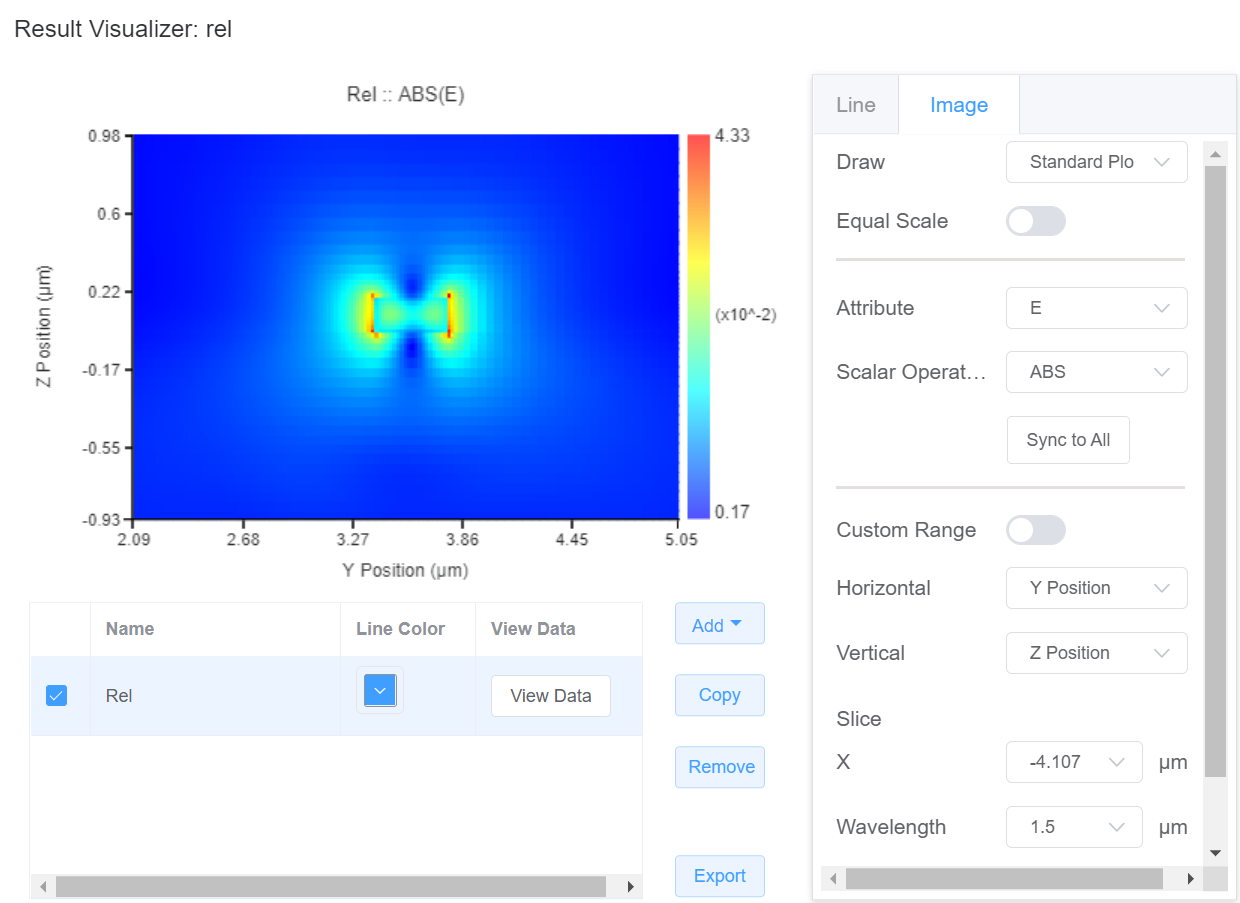 Result Visualizer: rel
Rel :: ABS(E)
0.98
0.6
0.22
-0.17
-0.55
-0.93
Z Position (μm)
2.09 2.68 3.27 3.86 4.45 5.05
Y Position (μm)
4.33
(x10^-2)
0.17
Name Line Color View Data
Rel View Data
Add
Copy
Remove
Export
Line Image
Draw Standard Plo
Equal Scale
Attribute E
Scalar Operat... ABS
Sync to All
Custom Range
Horizontal Y Position
Vertical Z Position
Slice
X -4.107 μm
Wavelength 1.5 μm